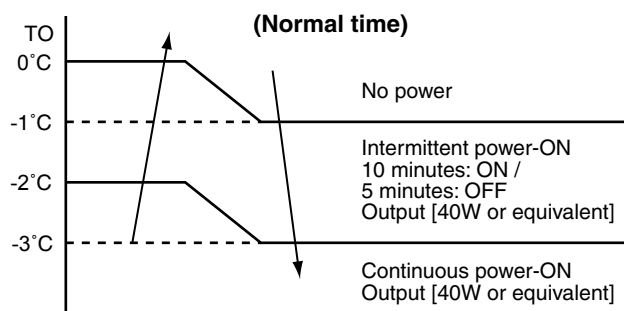 TO
(Normal time)
0˚C
No power
-1˚C
Intermittent power-ON
10 minutes: ON /
5 minutes: OFF
Output [40W or equivalent]
-2˚C
-3˚C
Continuous power-ON
Output [40W or equivalent]